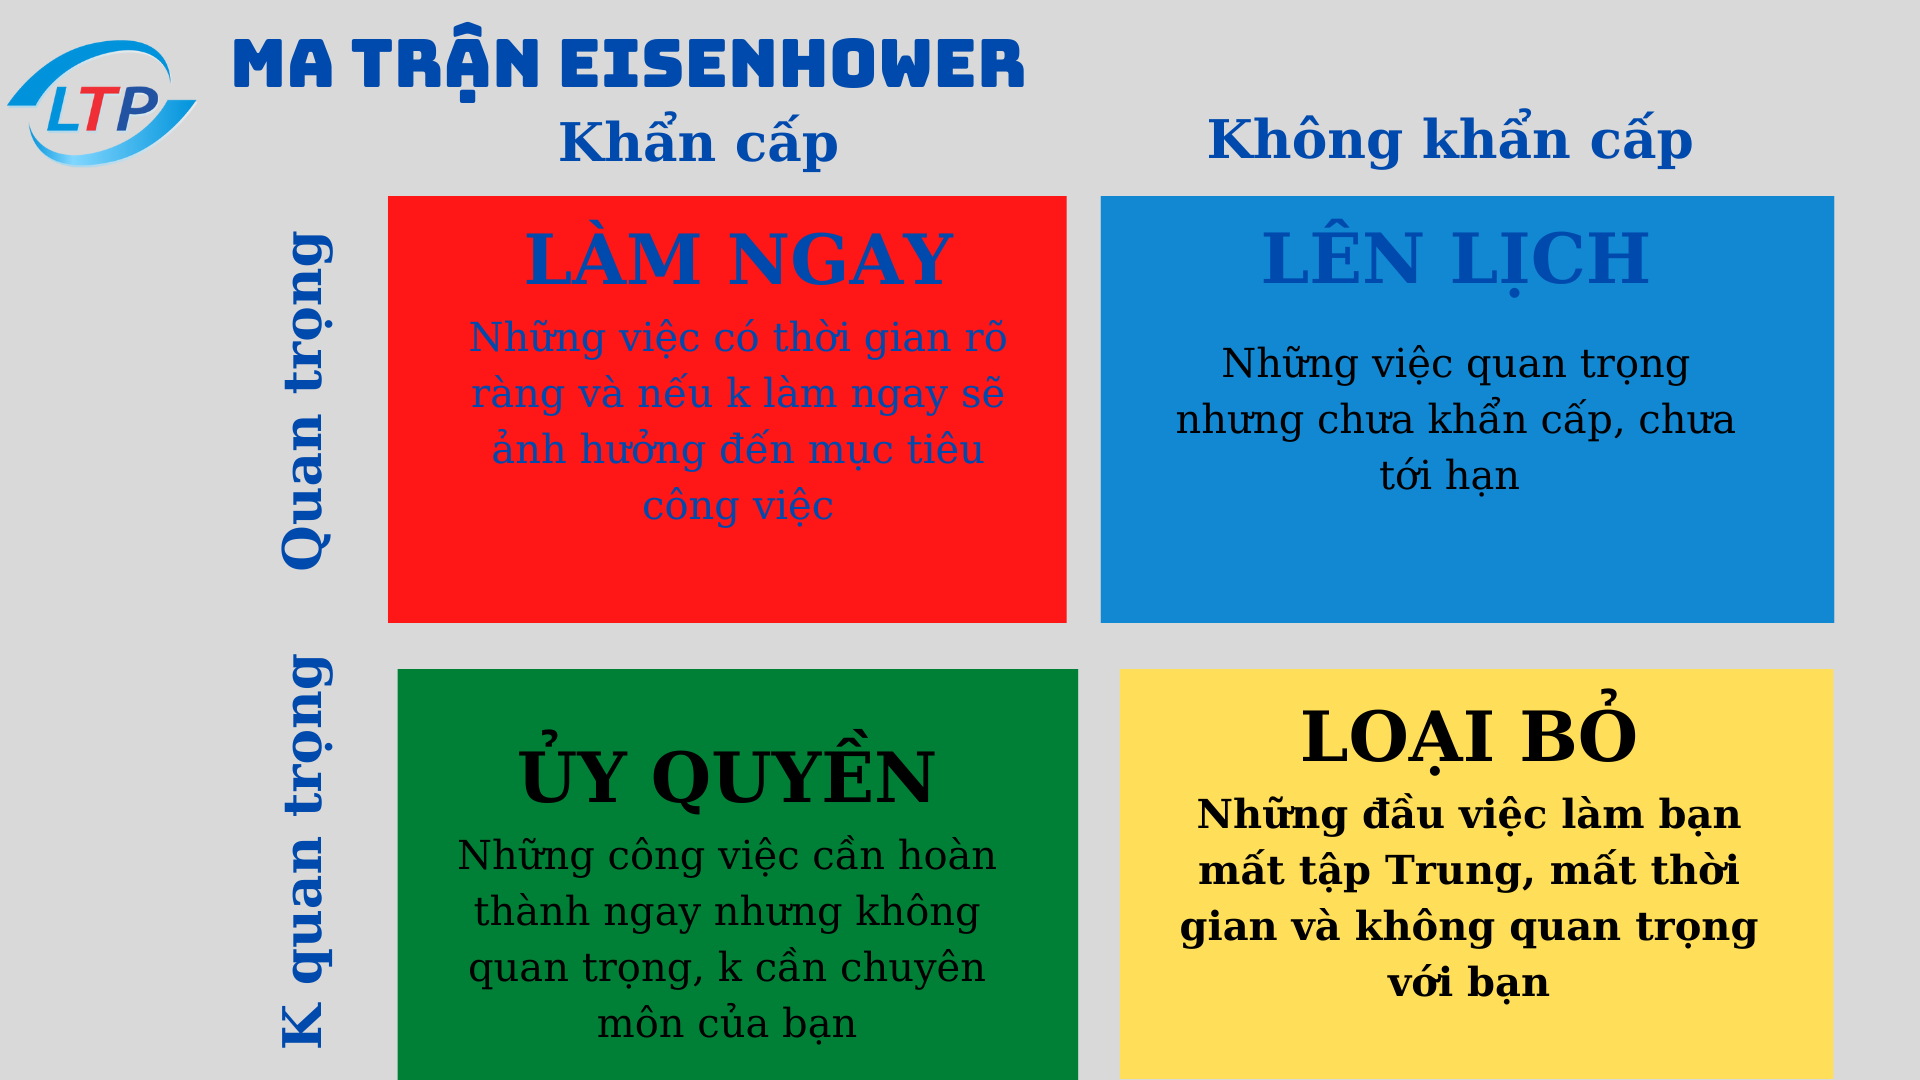 LTP
MA TRẬN EISENHOWER
Khẩn cấp
Không khẩn cấp
Quan trọng
LÀM NGAY
Những việc có thời gian rõ
ràng và nếu k làm ngay sẽ
ảnh hưởng đến mục tiêu
công việc
LÊN LỊCH
Những việc quan trọng
nhưng chưa khẩn cấp, chưa
tới hạn
K quan trọng
ỦY QUYỀN
Những công việc cần hoàn
thành ngay nhưng không
quan trọng, k cần chuyên
môn của bạn
LOẠI BỎ
Những đầu việc làm bạn
mất tập Trung, mất thời
gian và không quan trọng
với bạn